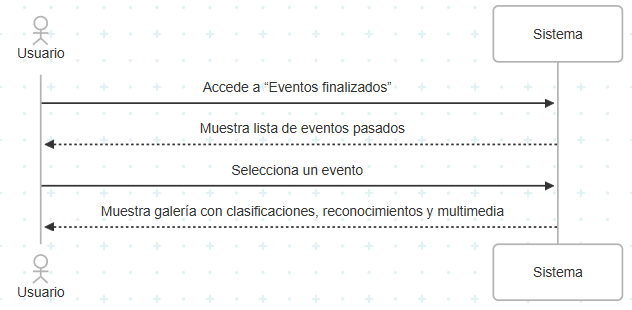 Usuario
Sistema
Accede a “Eventos finalizados”
Muestra lista de eventos pasados
Selecciona un evento
Muestra galería con clasificaciones, reconocimientos y multimedia
Usuario
Sistema